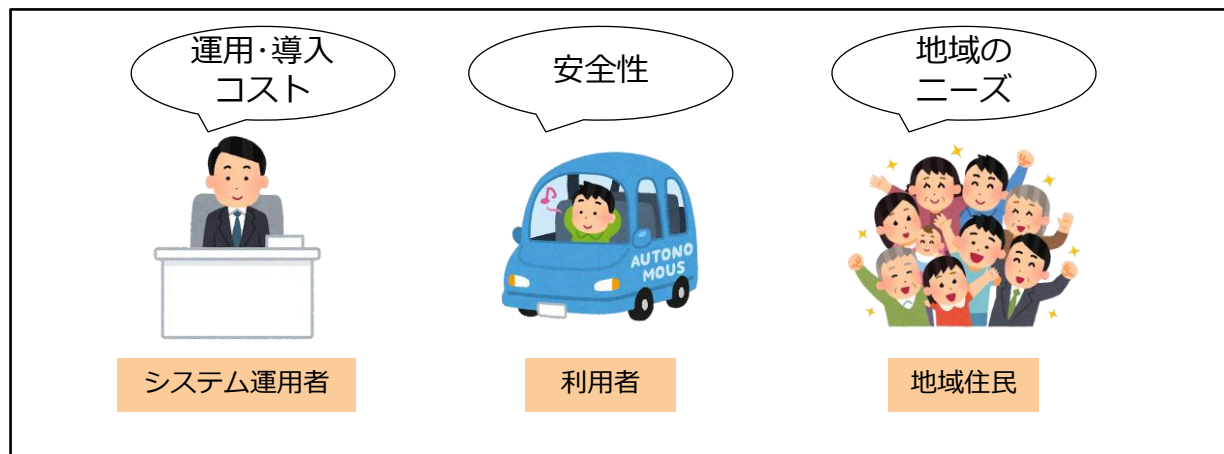 運用・導入
コスト
安全性
地域の
ニーズ
AUTONO
MOUS
システム運用者
利用者
地域住民